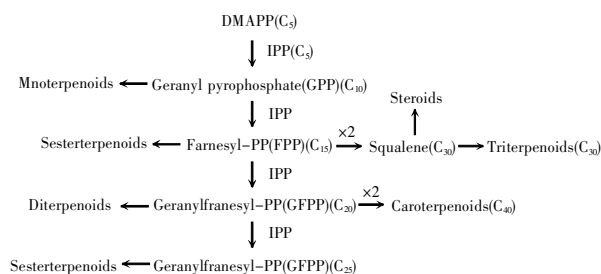 DMAPP(C₅)
IPP(C₅)
Mnoterpenoids Geranyl pyrophosphate(GPP)(C₁₀)
Steroids
IPP
×2
Sesterterpenoids Farnesyl-PP(FPP)(C₁₅) Squalene(C₃₀) Triterpenoids(C₃₀)
IPP
×2
Diterpenoids Geranylfranesyl-PP(GFPP)(C₂₀) Caroterpenoids(C₄₀)
IPP
Sesterterpenoids Geranylfranesyl-PP(GFPP)(C₂₅)